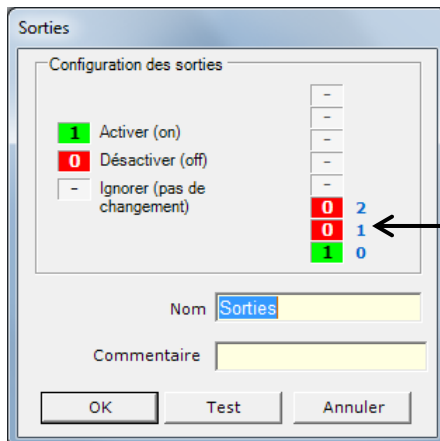 Sorties
Configuration des sorties
1 Activer (on)
0 Désactiver (off)
- Ignorer (pas de
changement)
-
-
-
-
-
0 2
0 1
1 0
Nom Sorties
Commentaire
OK Test Annuler